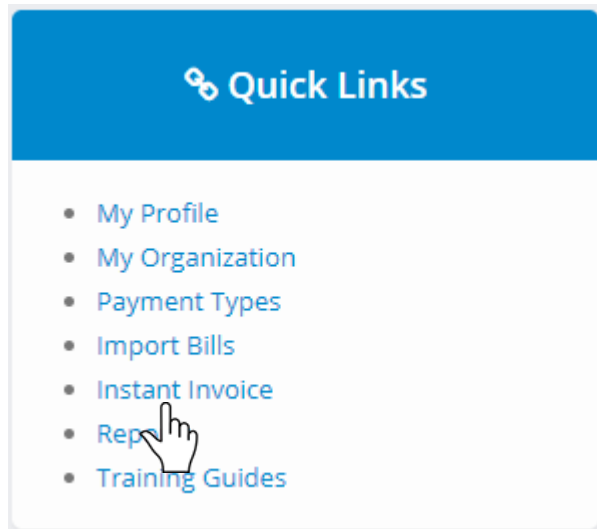 Quick Links
My Profile
My Organization
Payment Types
Import Bills
Instant Invoice
Training Guides